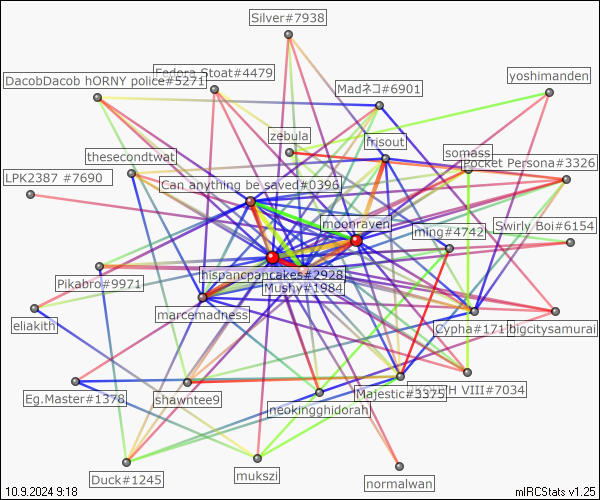 Silver#7938
Fedora Stoat#4479
DacobDacob hORNY police#5271
yoshimanden
Madネコ#6901
zebula
frisout
somass
thesecondtwat
Pocket Persona#3326
LPK2387 #7690
Can anything be saved#0396
moonraven
Swirly Boi#6154
ming#4742
hispancpancakes#2928
Pikabro#9971
Mushy#1984
marcemadness
eliakith
Cypha#171
bigcitysamurai
H VIII#7034
Majestic#3375
Eg.Master#1378
shawntee9
neokingghidorah
Duck#1245
mukszi
normalwan
10.9.2024 9:18
mIRCStats v1.25